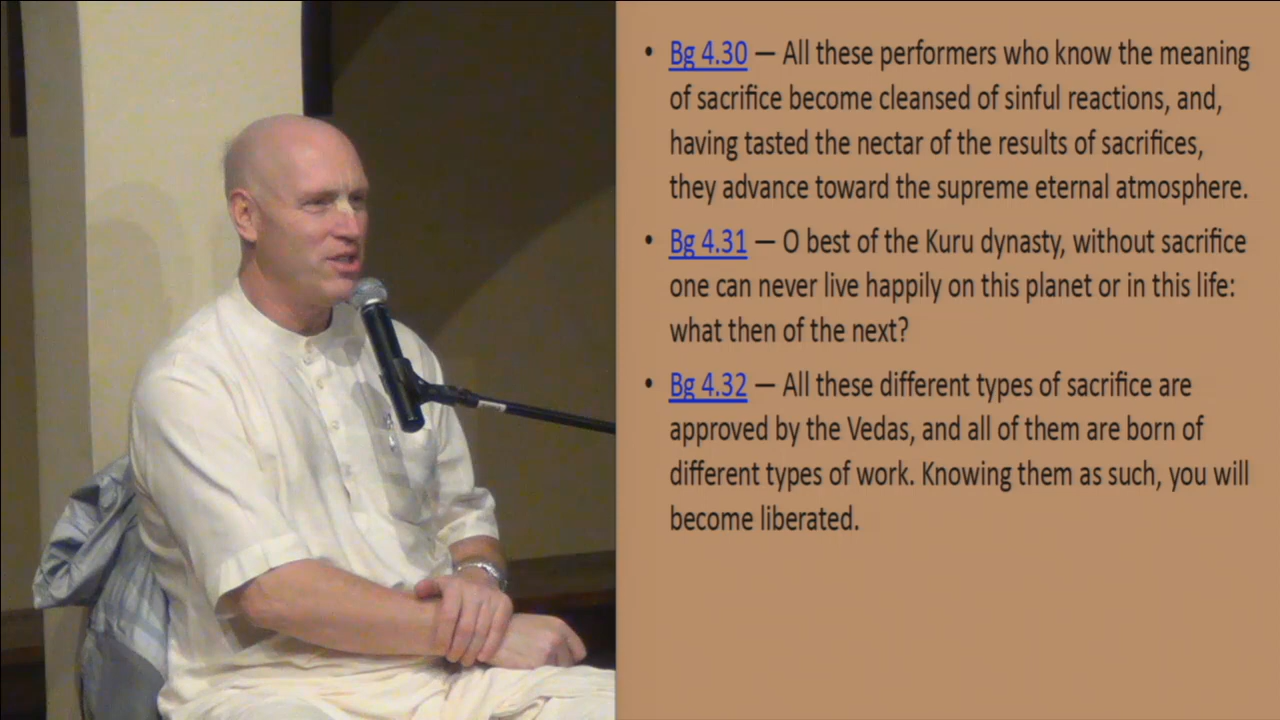 • Bg 4.30 — All these performers who know the meaning
of sacrifice become cleansed of sinful reactions, and,
having tasted the nectar of the results of sacrifices,
they advance toward the supreme eternal atmosphere.
• Bg 4.31 — O best of the Kuru dynasty, without sacrifice
one can never live happily on this planet or in this life:
what then of the next?
• Bg 4.32 — All these different types of sacrifice are
approved by the Vedas, and all of them are born of
different types of work. Knowing them as such, you will
become liberated.